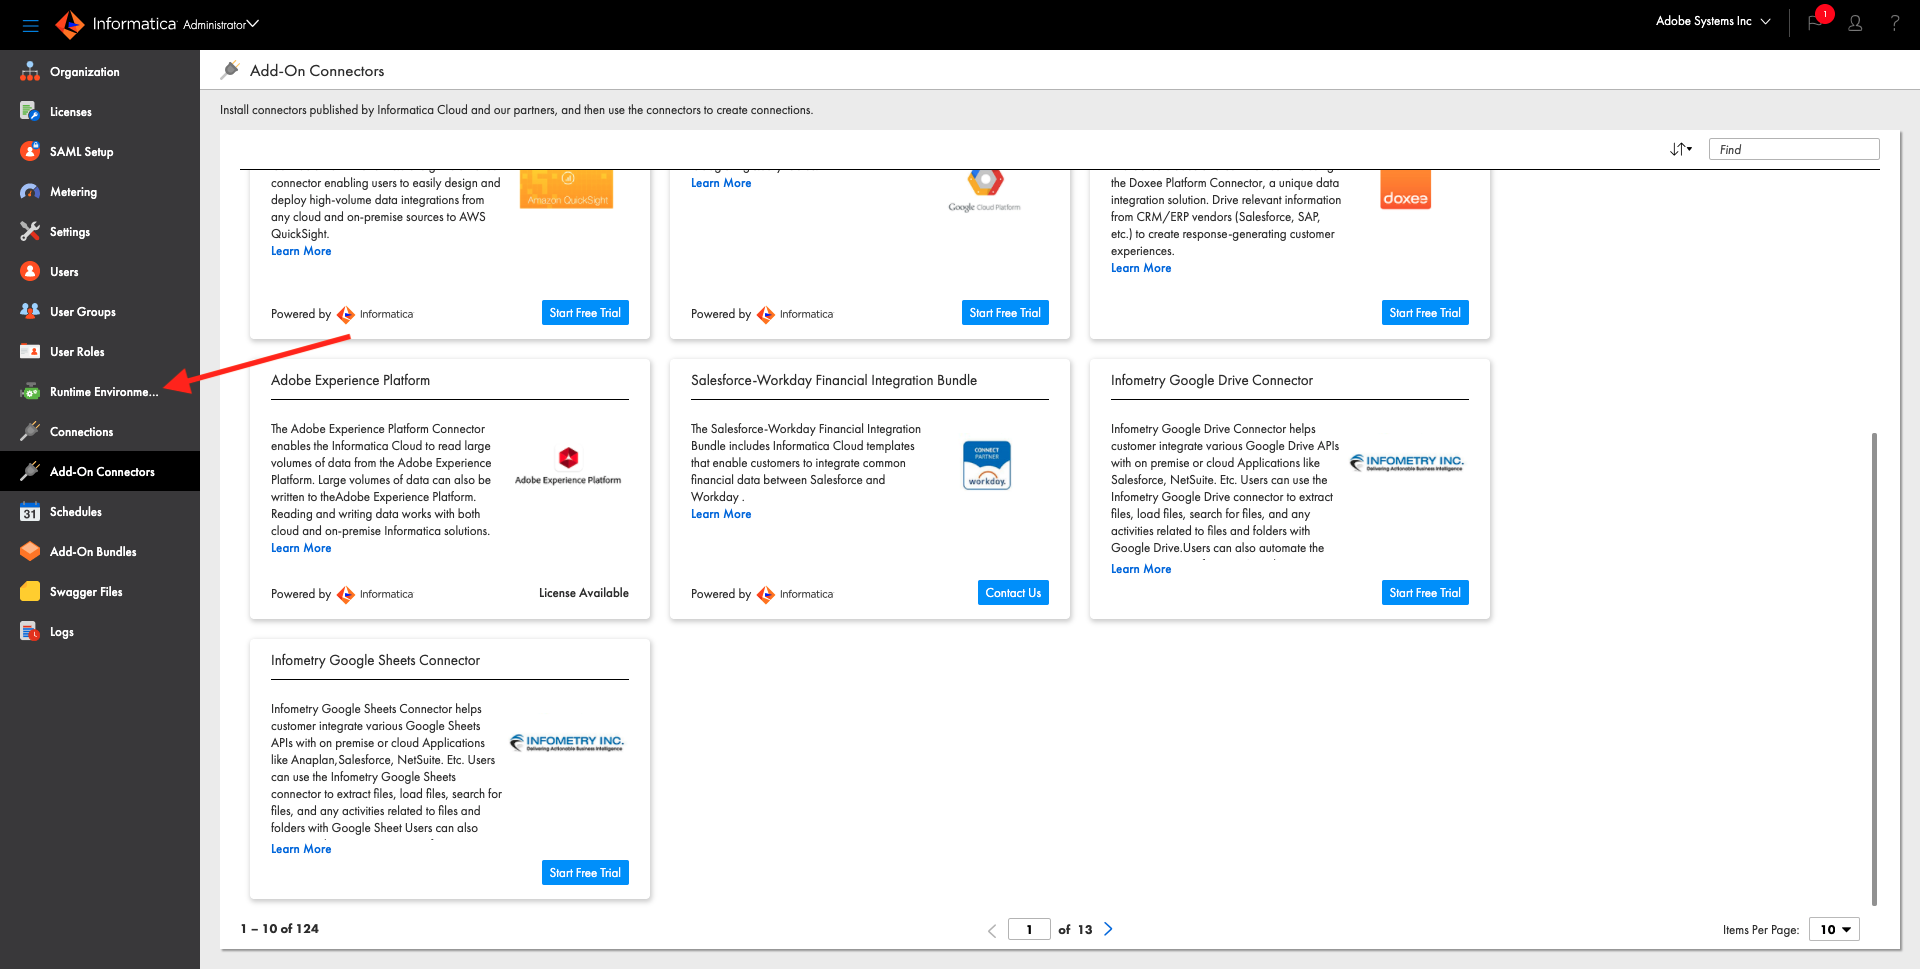 Informatica Administrator
Adobe Systems Inc
1
?
Organization
Licenses
SAML Setup
Metering
Settings
Users
User Groups
User Roles
Runtime Environme...
Connections
Add-On Connectors
31 Schedules
Add-On Bundles
Swagger Files
Logs
Add-On Connectors
Install connectors published by Informatica Cloud and our partners, and then use the connectors to create connections.
Find
connector enabling users to easily design and
deploy high-volume data integrations from
any cloud and on-premise sources to AWS
QuickSight.
Learn More
Amazon QuickSight
Powered by Informatica
Start Free Trial
Learn More
Google Cloud Platform
Powered by Informatica
Start Free Trial
the Doxee Platform Connector, a unique data
integration solution. Drive relevant information
from CRM/ERP vendors (Salesforce, SAP,
etc.) to create response-generating customer
experiences.
Learn More
doxee
Start Free Trial
Adobe Experience Platform
The Adobe Experience Platform Connector
enables the Informatica Cloud to read large
volumes of data from the Adobe Experience
Platform. Large volumes of data can also be
written to theAdobe Experience Platform.
Reading and writing data works with both
cloud and on-premise Informatica solutions.
Learn More
Adobe Experience Platform
Powered by Informatica
License Available
Salesforce-Workday Financial Integration Bundle
The Salesforce-Workday Financial Integration
Bundle includes Informatica Cloud templates
that enable customers to integrate common
financial data between Salesforce and
Workday .
Learn More
CONNECT
PARTNER
workday.
Powered by Informatica
Contact Us
Infometry Google Drive Connector
Infometry Google Drive Connector helps
customer integrate various Google Drive APIs
with on premise or cloud Applications like
Salesforce, NetSuite. Etc. Users can use the
Infometry Google Drive connector to extract
files, load files, search for files, and any
activities related to files and folders with
Google Drive.Users can also automate the
Learn More
INFOMETRY INC.
Delivering Actionable Business Intelligence
Start Free Trial
Infometry Google Sheets Connector
Infometry Google Sheets Connector helps
customer integrate various Google Sheets
APIs with on premise or cloud Applications
like Anaplan,Salesforce, NetSuite. Etc. Users
can use the Infometry Google Sheets
connector to extract files, load files, search for
files, and any activities related to files and
folders with Google Sheet Users can also
Learn More
INFOMETRY INC.
Delivering Actionable Business Intelligence
Start Free Trial
1 – 10 of 124
1 of 13
Items Per Page: 10